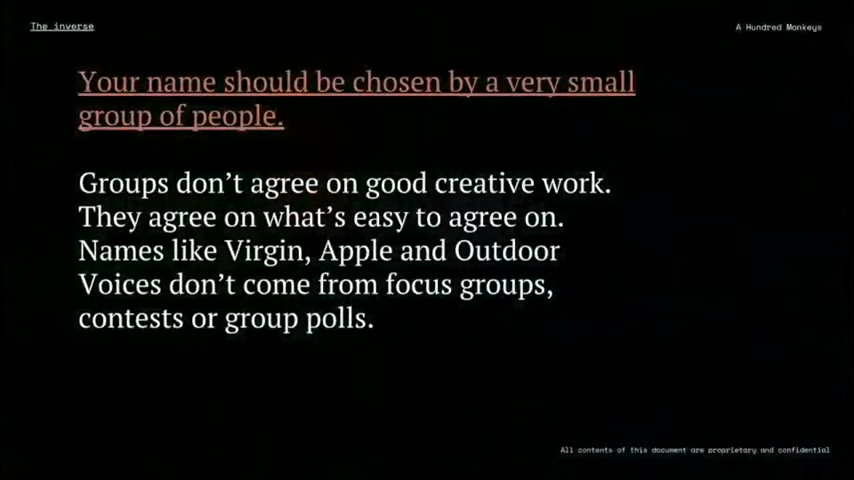 The inverse
A Hundred Monkeys
Your name should be chosen by a very small
group of people.
Groups don’t agree on good creative work.
They agree on what’s easy to agree on.
Names like Virgin, Apple and Outdoor
Voices don’t come from focus groups,
contests or group polls.
All contents of this document are proprietary and confidential